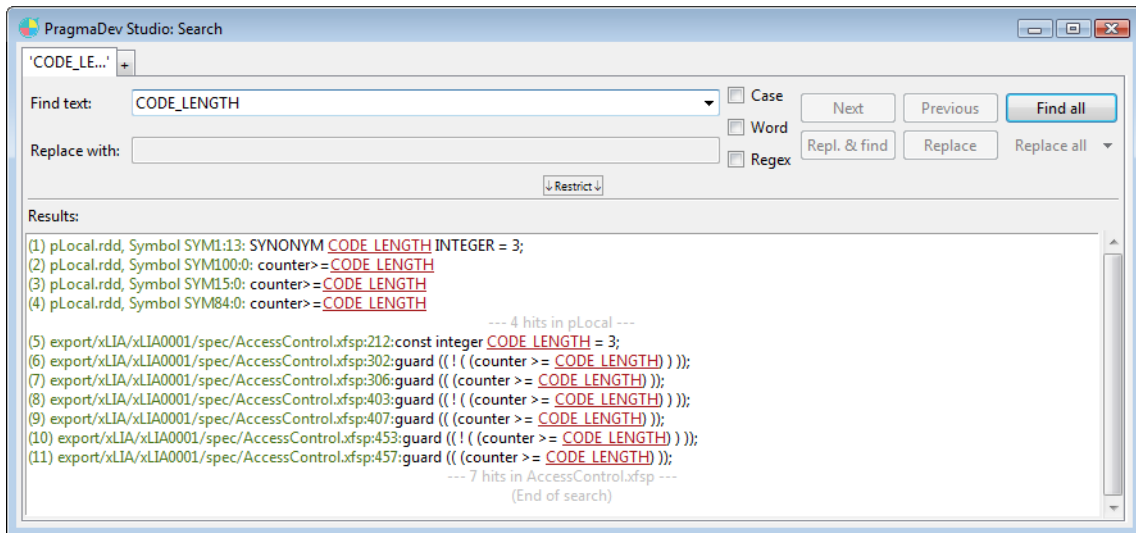 PragmaDev Studio: Search
'CODE_LE...' +
Find text: CODE_LENGTH Case Next Previous Find all
Word
Replace with: Repl. & find Replace Replace all
Regex
↓Restrict↓
Results:
(1) pLocal.rdd, Symbol SYM1:13: SYNONYM CODE_LENGTH INTEGER = 3;
(2) pLocal.rdd, Symbol SYM100:0: counter>=CODE_LENGTH
(3) pLocal.rdd, Symbol SYM15:0: counter>=CODE_LENGTH
(4) pLocal.rdd, Symbol SYM84:0: counter>=CODE_LENGTH
--- 4 hits in pLocal ---
(5) export/xLIA/xLIA0001/spec/AccessControl.xfsp:212:const integer CODE_LENGTH = 3;
(6) export/xLIA/xLIA0001/spec/AccessControl.xfsp:302:guard (( ! ( (counter >= CODE_LENGTH) ) ));
(7) export/xLIA/xLIA0001/spec/AccessControl.xfsp:306:guard (( (counter >= CODE_LENGTH) ));
(8) export/xLIA/xLIA0001/spec/AccessControl.xfsp:403:guard (( ! ( (counter >= CODE_LENGTH) ) ));
(9) export/xLIA/xLIA0001/spec/AccessControl.xfsp:407:guard (( (counter >= CODE_LENGTH) ));
(10) export/xLIA/xLIA0001/spec/AccessControl.xfsp:453:guard (( ! ( (counter >= CODE_LENGTH) ) ));
(11) export/xLIA/xLIA0001/spec/AccessControl.xfsp:457:guard (( (counter >= CODE_LENGTH) ));
--- 7 hits in AccessControl.xfsp ---
(End of search)